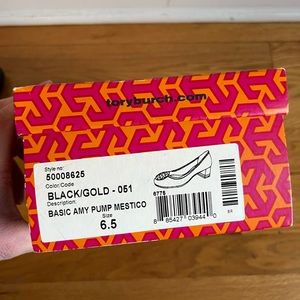 toryburch.com
Style no:
50008625
Color/Code
BLACK/GOLD - 051
Description:
BASIC AMY PUMP MESTICO
Size
6.5
8 85427 03944 0